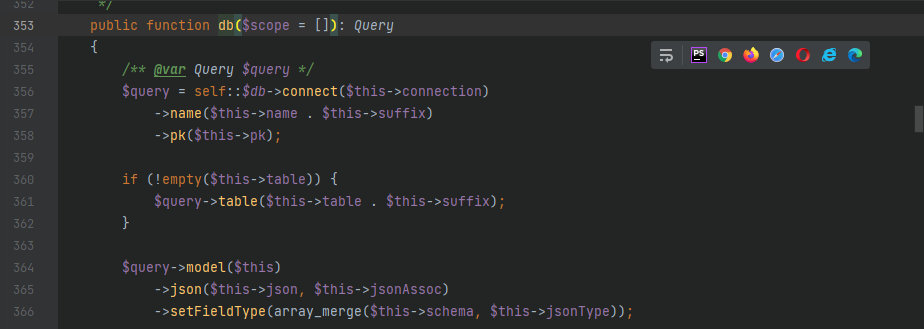 352 */
353 public function db($scope = []): Query
354 {
PS
355 /** @var Query $query */
356 $query = self::$db->connect($this->connection)
357 ->name($this->name . $this->suffix)
358 ->pk($this->pk);
359
360 if (!empty($this->table)) {
361 $query->table($this->table . $this->suffix);
362 }
363
364 $query->model($this)
365 ->json($this->json, $this->jsonAssoc)
366 ->setFieldType(array_merge($this->schema, $this->jsonType));